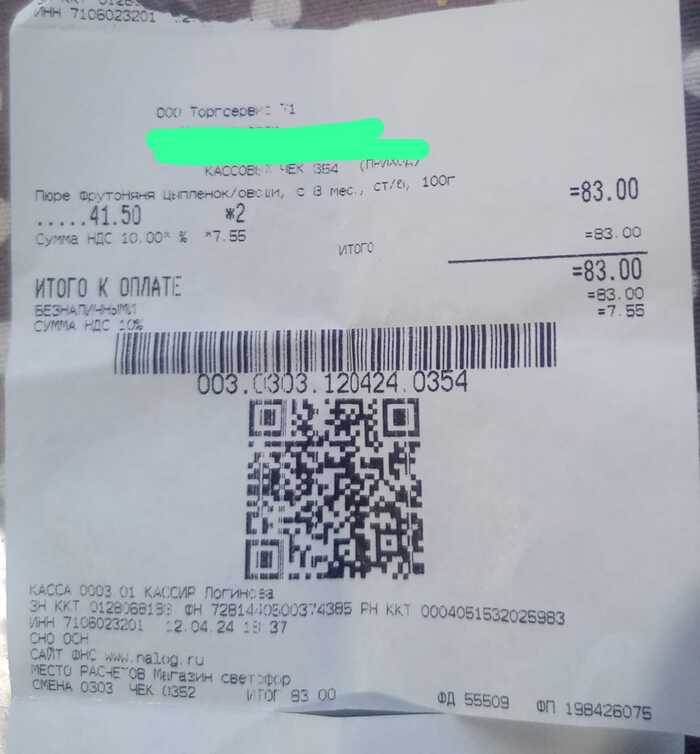 ИНН 7106023201
ООО Торгсервис 71
КАССОВЫЙ ЧЕК 354 (ПРИХОД)
Пюре Фрутоняня цыпленок/овощи, с 8 мес., ст/б, 100г =83.00
.....41.50 *2
Сумма НДС 10.00* % *7.55
ИТОГО =83.00
ИТОГО К ОПЛАТЕ =83.00
БЕЗНАЛИЧНЫМИ =83.00
СУММА НДС 10% =7.55
003.0303.120424.0354
КАССА 0003.01 КАССИР Логинова
ЗН ККТ 0128068188 ФН 7281440500374385 РН ККТ 0004051532025983
ИНН 7106023201 12.04.24 18 37
СНО ОСН
САЙТ ФНС www.nalog.ru
МЕСТО РАСЧЕТОВ Магазин светофор
СМЕНА 0303 ЧЕК 0352 ИТОГ 83 00 ФД 55509 ФП 198426075